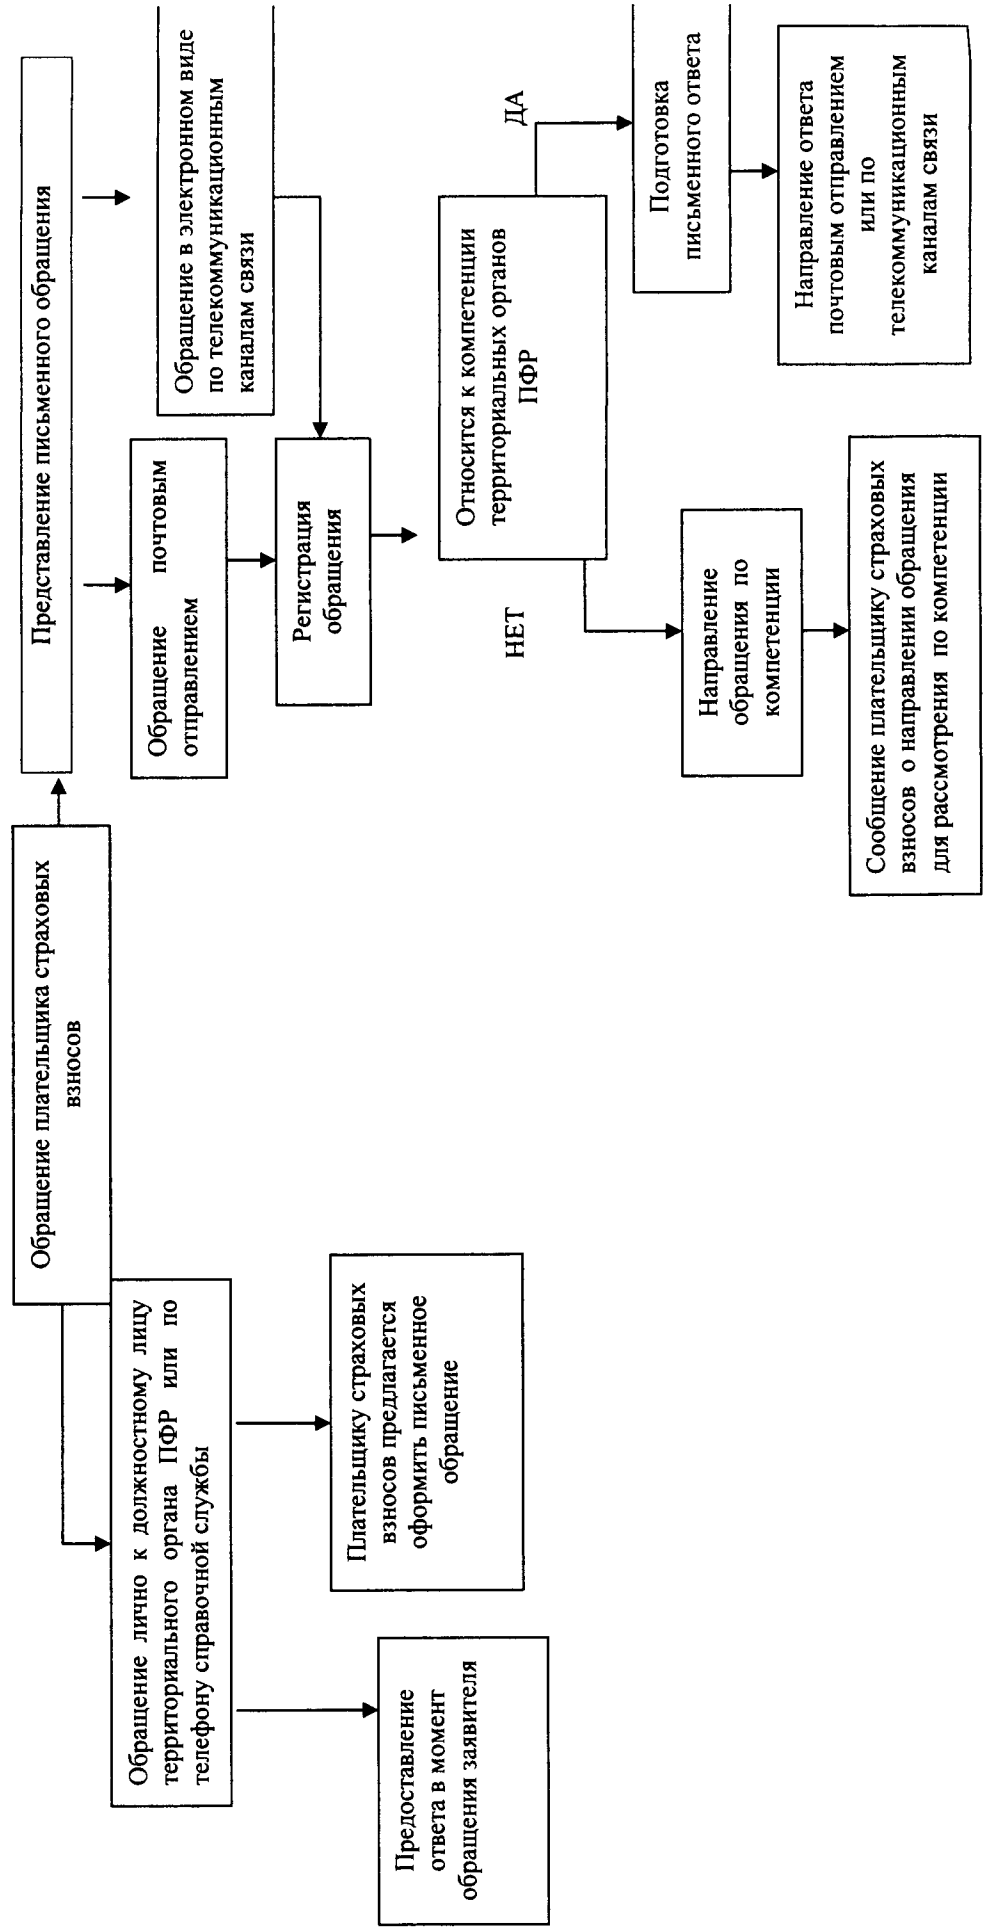 Обращение плательщика страховых
взносов
Обращение лично к должностному лицу
территориального органа ПФР или по
телефону справочной службы
Предоставление
ответа в момент
обращения заявителя
Плательщику страховых
взносов предлагается
оформить письменное
обращение
Представление письменного обращения
Обращение почтовым
отправлением
Обращение в электронном виде
по телекоммуникационным
каналам связи
Регистрация
обращения
Относится к компетенции
территориальных органов
ПФР
НЕТ
ДА
Направление
обращения по
компетенции
Сообщение плательщику страховых
взносов о направлении обращения
для рассмотрения по компетенции
Подготовка
письменного ответа
Направление ответа
почтовым отправлением
или по
телекоммуникационным
каналам связи